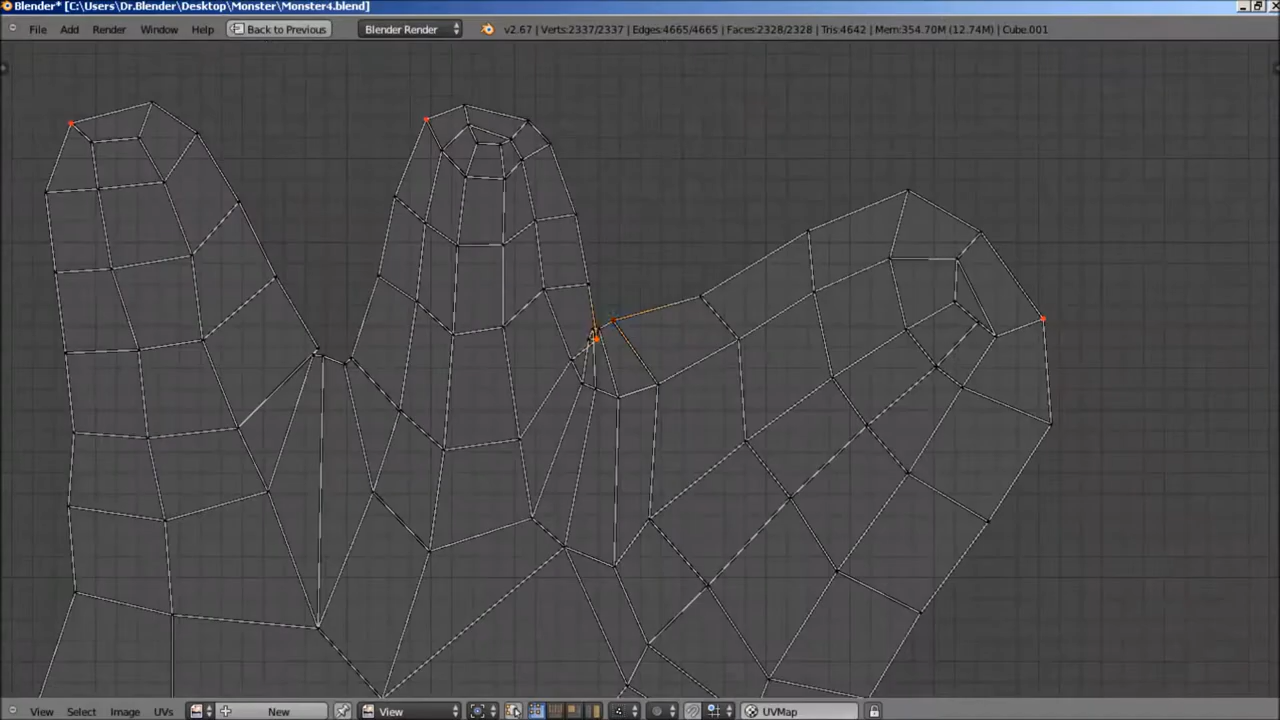 Blender* [C:\Users\Dr.Blender\Desktop\Monster\Monster4.blend]
File Add Render Window Help Back to Previous Blender Render v2.67 | Verts:2337/2337 | Edges:4665/4665 | Faces:2328/2328 | Tris:4642 | Mem:354.70M (12.74M) | Cube.001
View Select Image UVs New View UVMap